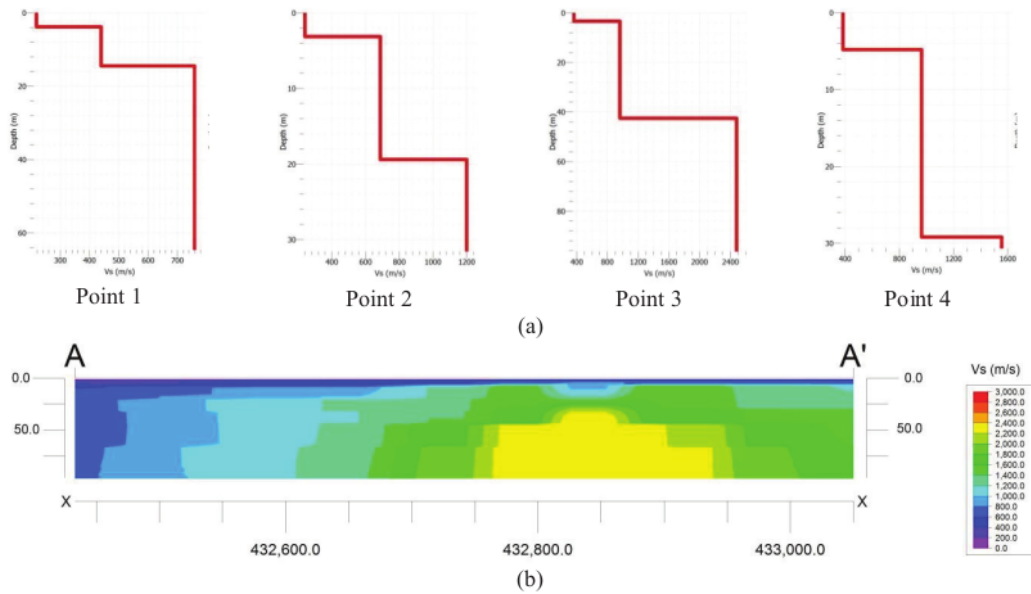 0
20
40
60
Depth (m)
300 400 500 600 700
Vs (m/s)
Point 1
0
10
20
30
Depth (m)
400 600 800 1000 1200
Vs (m/s)
Point 2
0
20
40
60
80
Depth (m)
400 800 1200 1600 2000 2400
Vs (m/s)
Point 3
0
10
20
30
Depth (m)
400 800 1200 1600
Vs (m/s)
Point 4
(a)
A A'
0.0 0.0
50.0 50.0
X X
432,600.0 432,800.0 433,000.0
Vs (m/s)
3,000.0
2,800.0
2,600.0
2,400.0
2,200.0
2,000.0
1,800.0
1,600.0
1,400.0
1,200.0
1,000.0
800.0
600.0
400.0
200.0
0.0
(b)